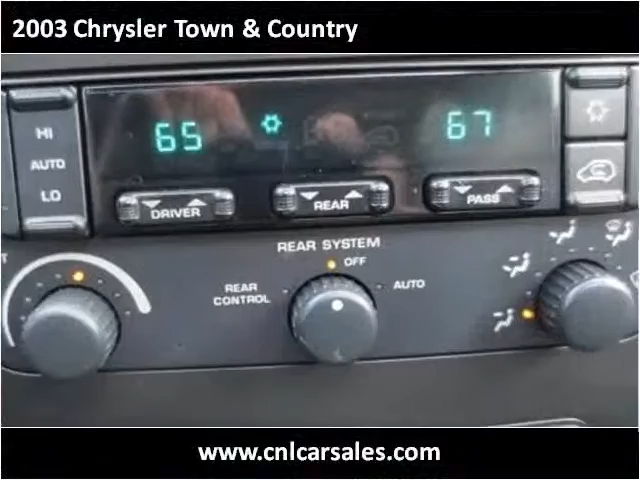 2003 Chrysler Town & Country
65
67
HI
AUTO
LO
DRIVER
REAR
PASS
REAR SYSTEM
OFF
REAR
CONTROL
AUTO
www.cnlcarsales.com